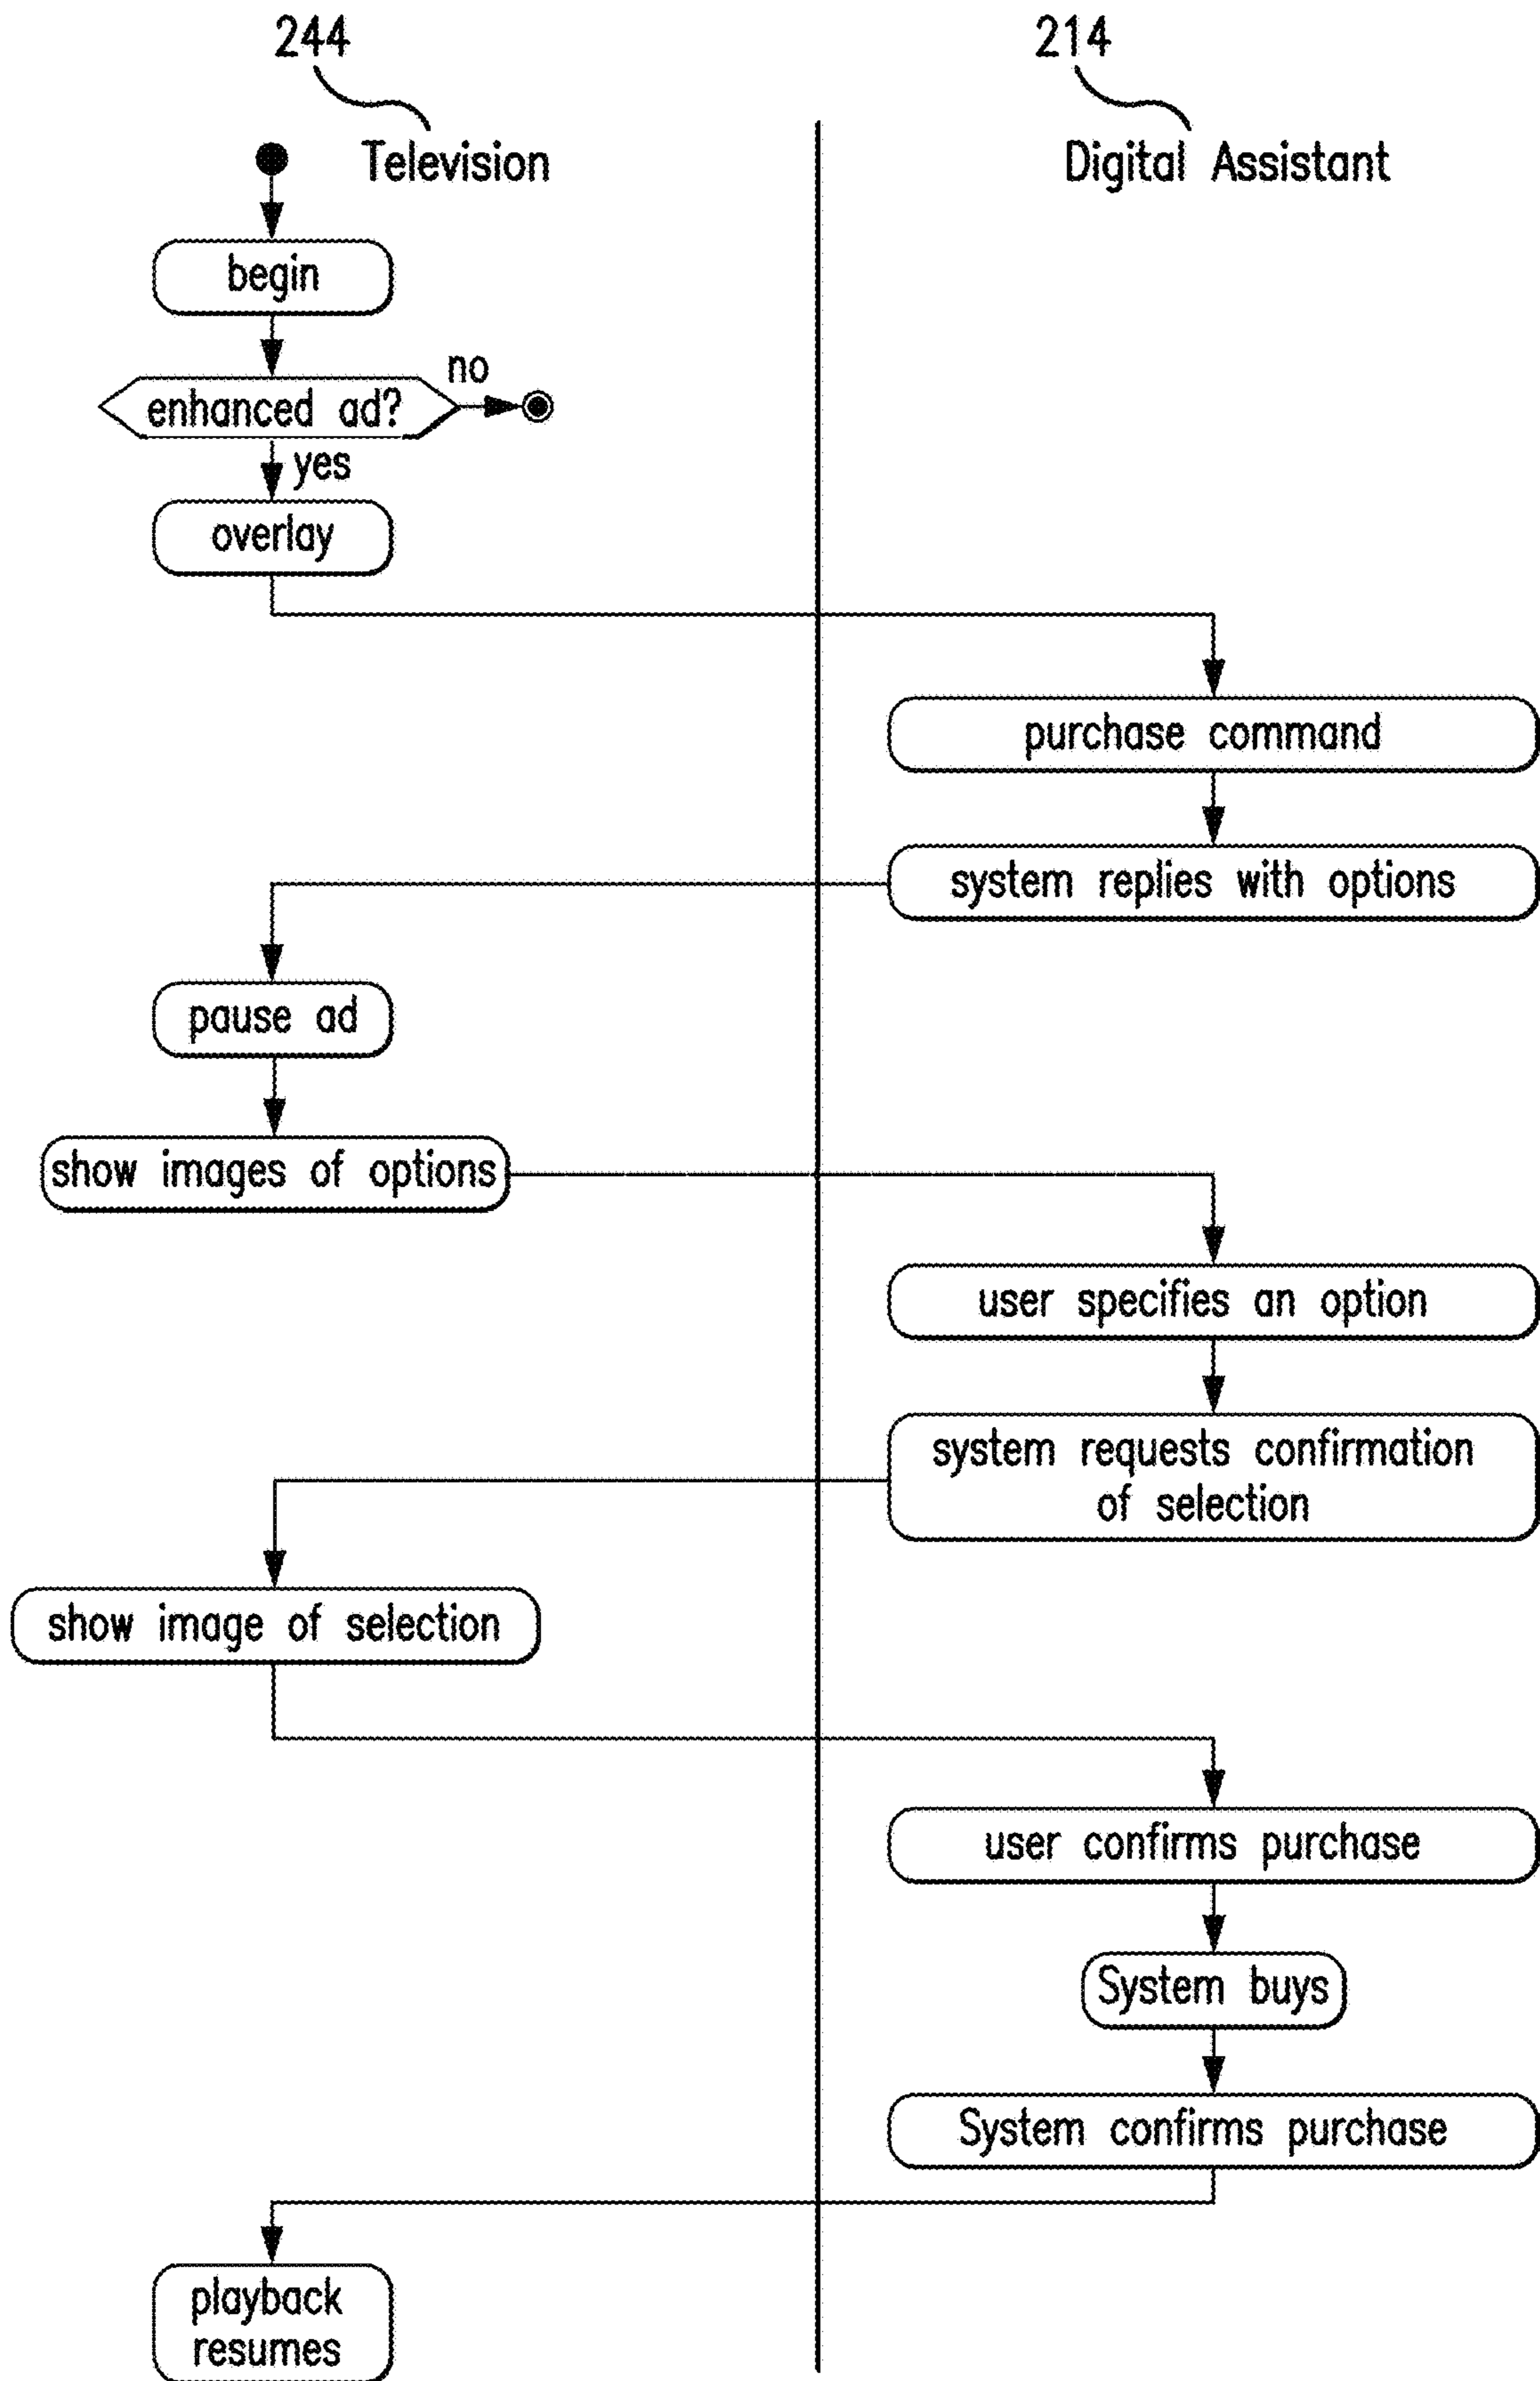 244
214
Television
Digital Assistant
begin
enhanced ad?
no
yes
overlay
purchase command
system replies with options
pause ad
show images of options
user specifies an option
system requests confirmation
of selection
show image of selection
user confirms purchase
System buys
System confirms purchase
playback
resumes